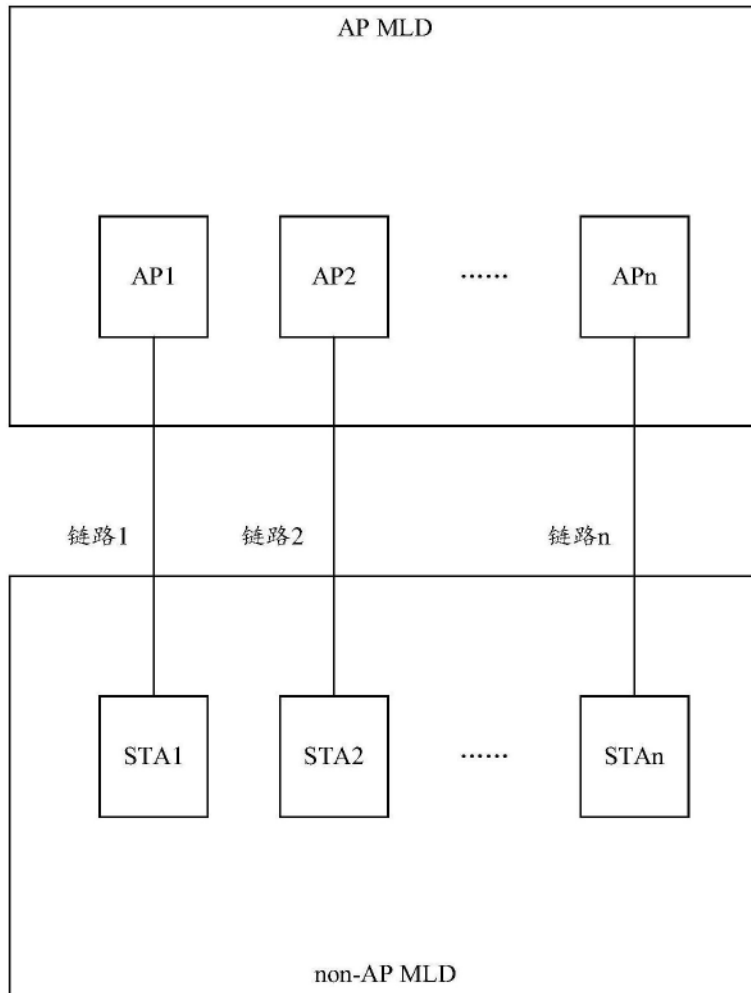 AP MLD
AP1 AP2 …… APn
链路1 链路2 链路n
STA1 STA2 …… STAn
non-AP MLD